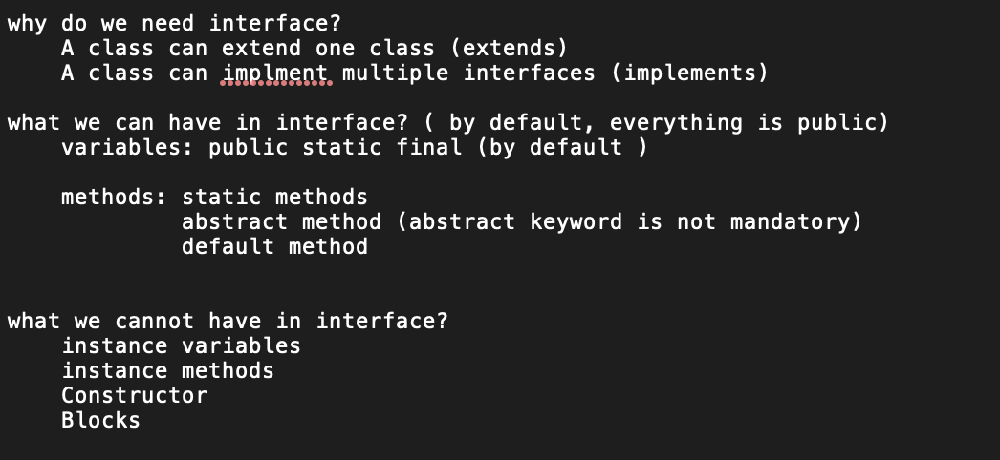 why do we need interface?
A class can extend one class (extends)
A class can implment multiple interfaces (implements)
what we can have in interface? ( by default, everything is public)
variables: public static final (by default )
methods: static methods
abstract method (abstract keyword is not mandatory)
default method
what we cannot have in interface?
instance variables
instance methods
Constructor
Blocks